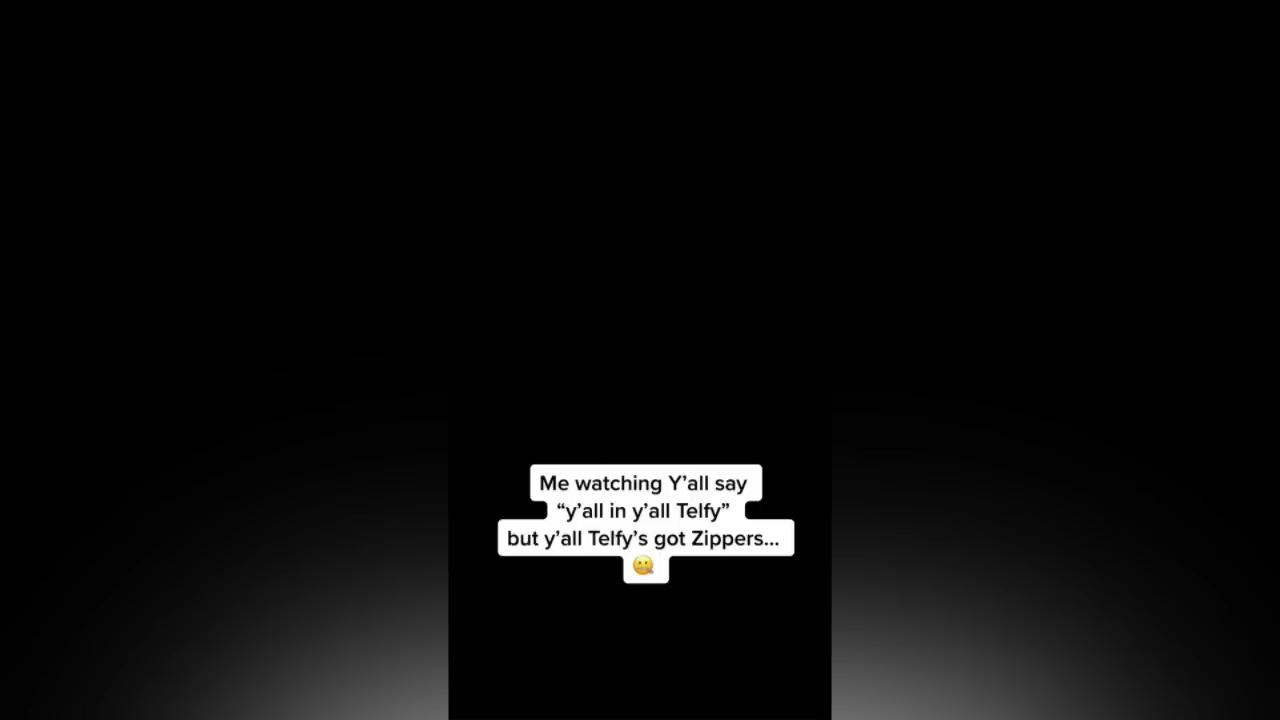 Me watching Y’all say
“y’all in y’all Telfy”
but y’all Telfy’s got Zippers...
🤐